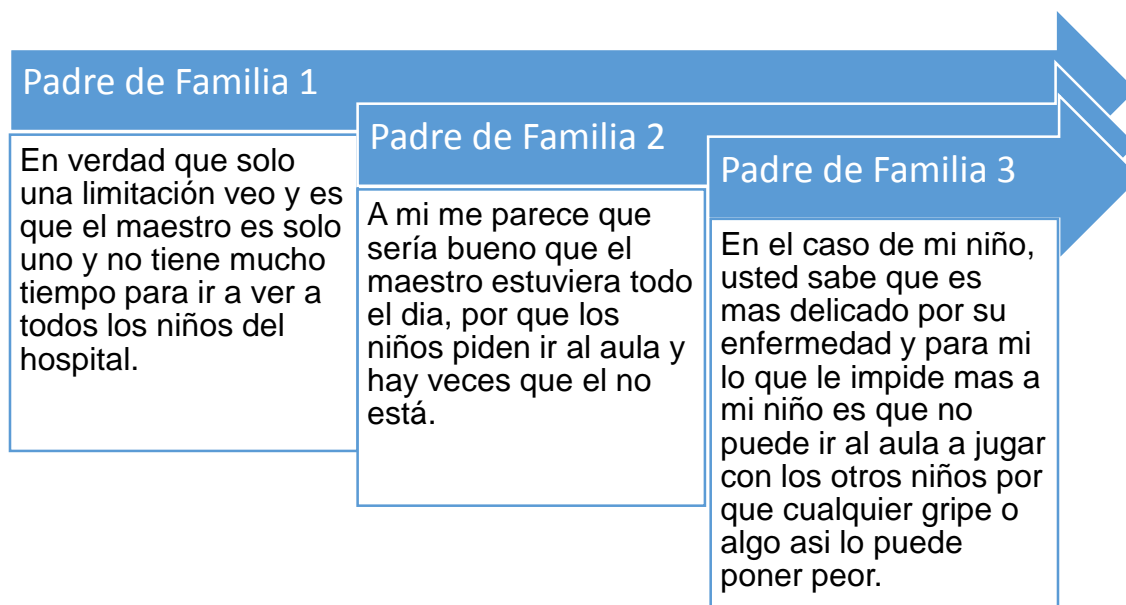 Padre de Familia 1
En verdad que solo
una limitación veo y es
que el maestro es solo
uno y no tiene mucho
tiempo para ir a ver a
todos los niños del
hospital.
Padre de Familia 2
A mi me parece que
sería bueno que el
maestro estuviera todo
el dia, por que los
niños piden ir al aula y
hay veces que el no
está.
Padre de Familia 3
En el caso de mi niño,
usted sabe que es
mas delicado por su
enfermedad y para mi
lo que le impide mas a
mi niño es que no
puede ir al aula a jugar
con los otros niños por
que cualquier gripe o
algo asi lo puede
poner peor.